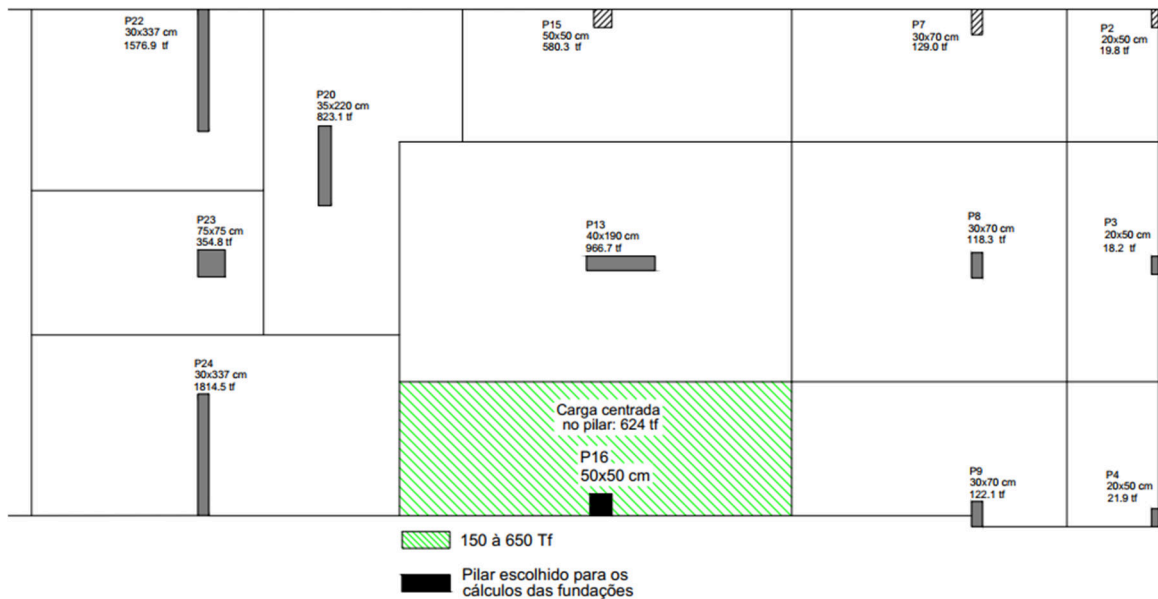 P22
30x337 cm
1576.9 tf
P15
50x50 cm
580.3 tf
P7
30x70 cm
129.0 tf
P2
20x50 cm
19.8 tf
P20
35x220 cm
823.1 tf
P23
75x75 cm
354.8 tf
P13
40x190 cm
966.7 tf
P8
30x70 cm
118.3 tf
P3
20x50 cm
18.2 tf
P24
30x337 cm
1814.5 tf
Carga centrada
no pilar: 624 tf
P16
50x50 cm
P9
30x70 cm
122.1 tf
P4
20x50 cm
21.9 tf
150 à 650 Tf
Pilar escolhido para os
cálculos das fundações